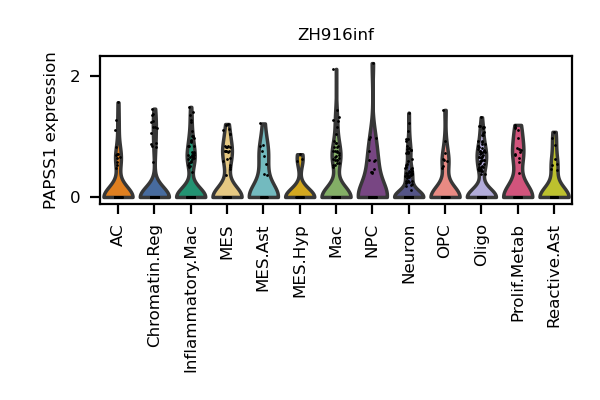 ZH916inf
PAPSS1 expression
2
0
AC
Chromatin.Reg
Inflammatory.Mac
MES
MES.Ast
MES.Hyp
Mac
NPC
Neuron
OPC
Oligo
Prolif.Metab
Reactive.Ast